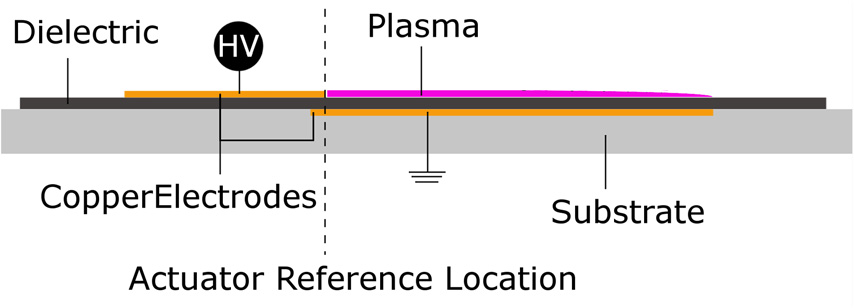 Dielectric
HV
Plasma
CopperElectrodes
Substrate
Actuator Reference Location